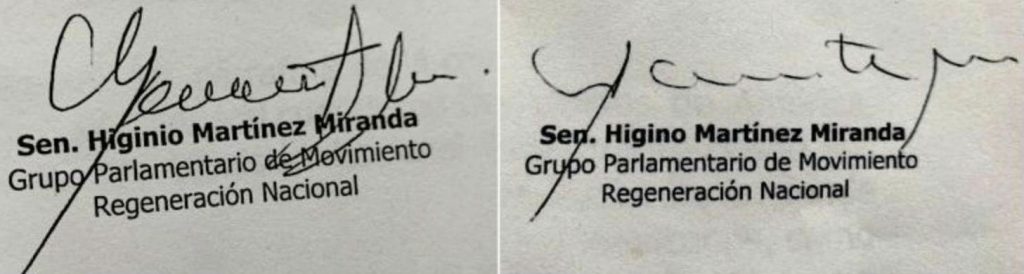 Sen. Higinio Martínez Miranda
Grupo Parlamentario de Movimiento
Regeneración Nacional
Sen. Higino Martínez Miranda
Grupo Parlamentario de Movimiento
Regeneración Nacional